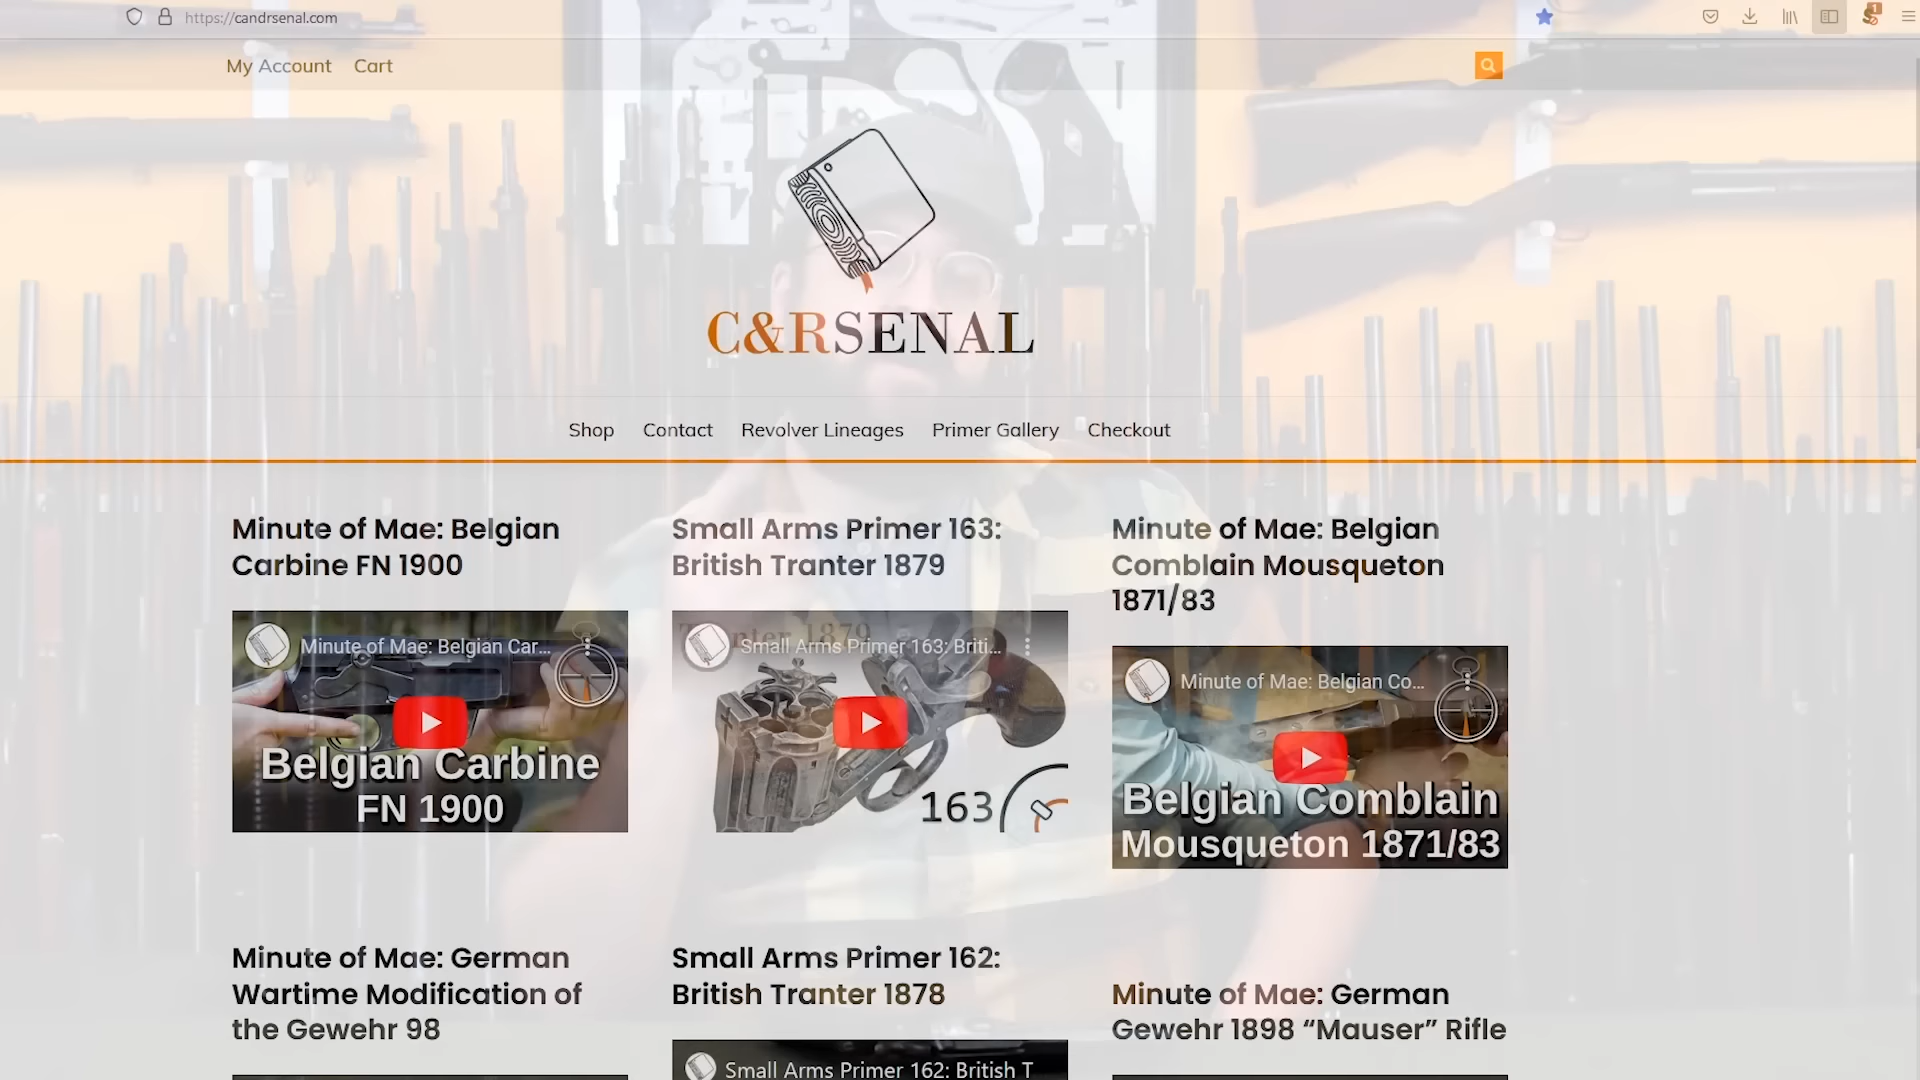 https://candrsenal.com
1
My Account Cart
C&RSENAL
Shop Contact Revolver Lineages Primer Gallery Checkout
Minute of Mae: Belgian
Carbine FN 1900
Minute of Mae: Belgian Car...
Belgian Carbine
FN 1900
Small Arms Primer 163:
British Tranter 1879
Tranter 1879
Small Arms Primer 163: Briti...
163
Minute of Mae: Belgian
Comblain Mousqueton
1871/83
Minute of Mae: Belgian Co...
Belgian Comblain
Mousqueton 1871/83
Minute of Mae: German
Wartime Modification of
the Gewehr 98
Small Arms Primer 162:
British Tranter 1878
Small Arms Primer 162: British T
Minute of Mae: German
Gewehr 1898 “Mauser” Rifle